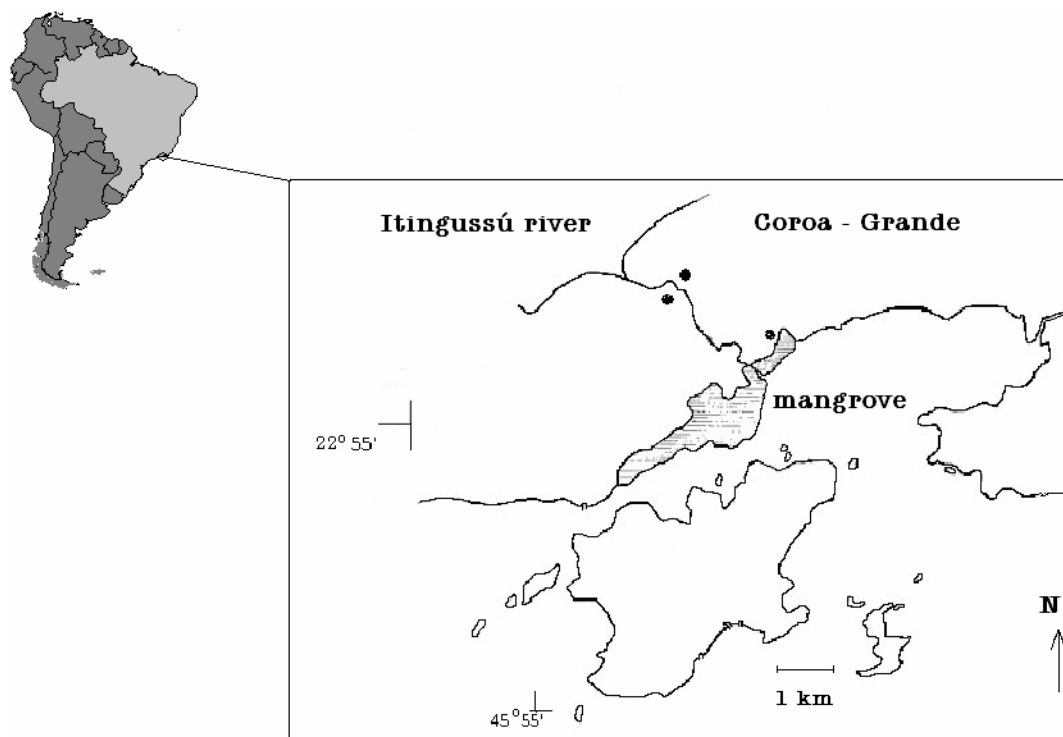 Itingussú river
Coroa - Grande
mangrove
22° 55'
N
1 km
45° 55'